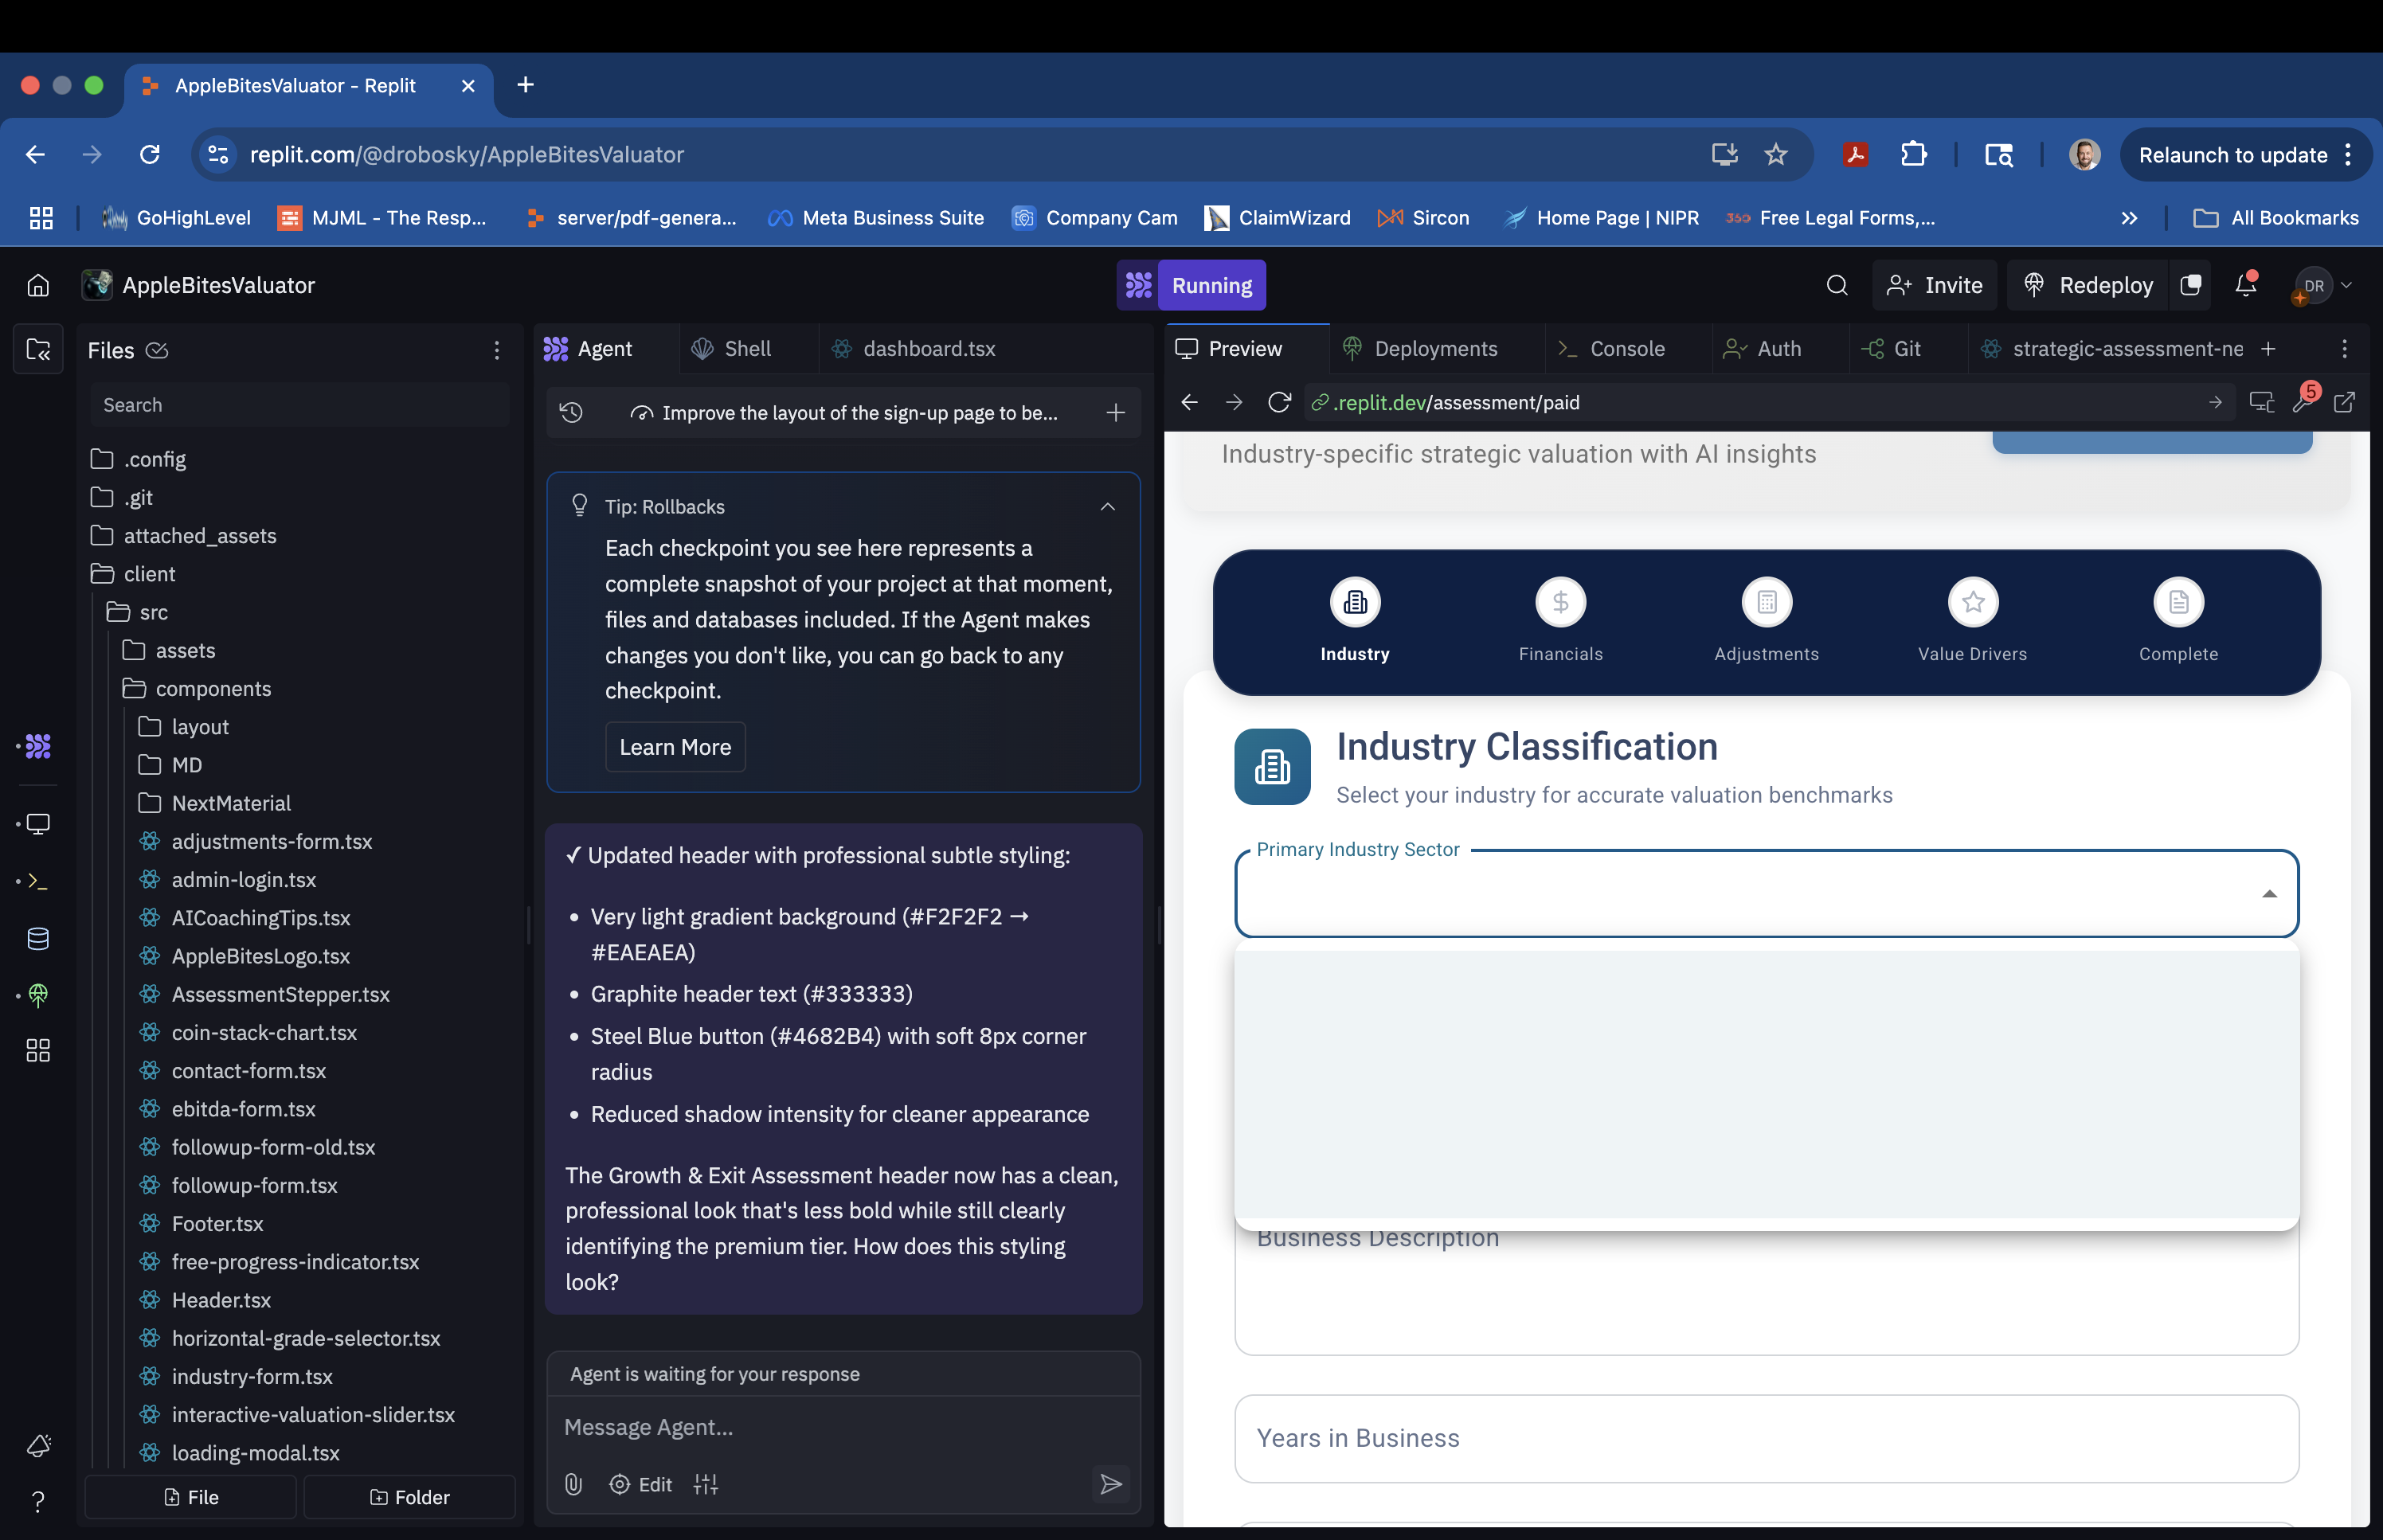 AppleBitesValuator - Replit
replit.com/@drobosky/AppleBitesValuator
Relaunch to update
GoHighLevel
MJML - The Resp...
server/pdf-genera...
Meta Business Suite
Company Cam
ClaimWizard
Sircon
Home Page | NIPR
Free Legal Forms,...
All Bookmarks
AppleBitesValuator
Running
Invite
Redeploy
DR
Files
Search
.config
.git
attached_assets
client
src
assets
components
layout
MD
NextMaterial
adjustments-form.tsx
admin-login.tsx
AICoachingTips.tsx
AppleBitesLogo.tsx
AssessmentStepper.tsx
coin-stack-chart.tsx
contact-form.tsx
ebitda-form.tsx
followup-form-old.tsx
followup-form.tsx
Footer.tsx
free-progress-indicator.tsx
Header.tsx
horizontal-grade-selector.tsx
industry-form.tsx
interactive-valuation-slider.tsx
loading-modal.tsx
File
Folder
Agent
Shell
dashboard.tsx
Improve the layout of the sign-up page to be...
Tip: Rollbacks
Each checkpoint you see here represents a
complete snapshot of your project at that moment,
files and databases included. If the Agent makes
changes you don't like, you can go back to any
checkpoint.
Learn More
✓ Updated header with professional subtle styling:
• Very light gradient background (#F2F2F2 →
#EAEAEA)
• Graphite header text (#333333)
• Steel Blue button (#4682B4) with soft 8px corner
radius
• Reduced shadow intensity for cleaner appearance
The Growth & Exit Assessment header now has a clean,
professional look that's less bold while still clearly
identifying the premium tier. How does this styling
look?
Agent is waiting for your response
Message Agent...
Edit
Preview
Deployments
Console
Auth
Git
strategic-assessment-ne
.replit.dev/assessment/paid
5
Industry-specific strategic valuation with AI insights
Industry
Financials
Adjustments
Value Drivers
Complete
Industry Classification
Select your industry for accurate valuation benchmarks
Primary Industry Sector
Business Description
Years in Business